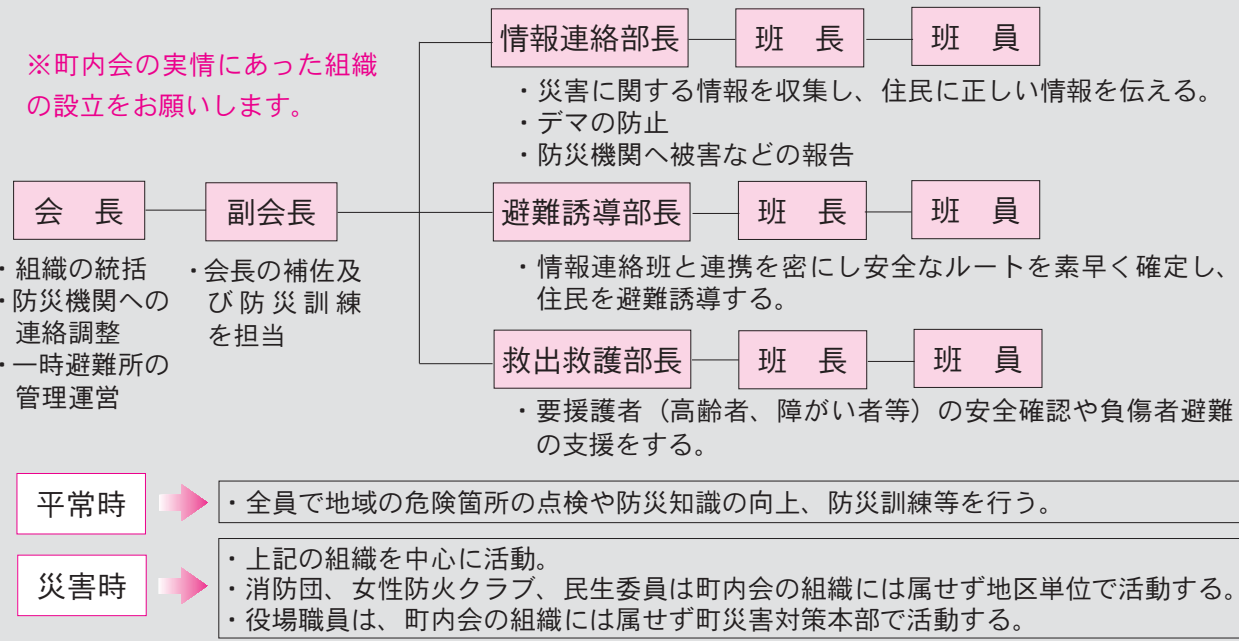 ※町内会の実情にあった組織
の設立をお願いします。
情報連絡部長 班　長 班　員
・災害に関する情報を収集し、住民に正しい情報を伝える。
・デマの防止
・防災機関へ被害などの報告
会　長 副会長 避難誘導部長 班　長 班　員
・組織の統括
・防災機関への
連絡調整
・一時避難所の
管理運営
・会長の補佐及
び防災訓練
を担当
・情報連絡班と連携を密にし安全なルートを素早く確定し、
住民を避難誘導する。
救出救護部長 班　長 班　員
・要援護者（高齢者、障がい者等）の安全確認や負傷者避難
の支援をする。
平常時
・全員で地域の危険箇所の点検や防災知識の向上、防災訓練等を行う。
災害時
・上記の組織を中心に活動。
・消防団、女性防火クラブ、民生委員は町内会の組織には属せず地区単位で活動する。
・役場職員は、町内会の組織には属せず町災害対策本部で活動する。